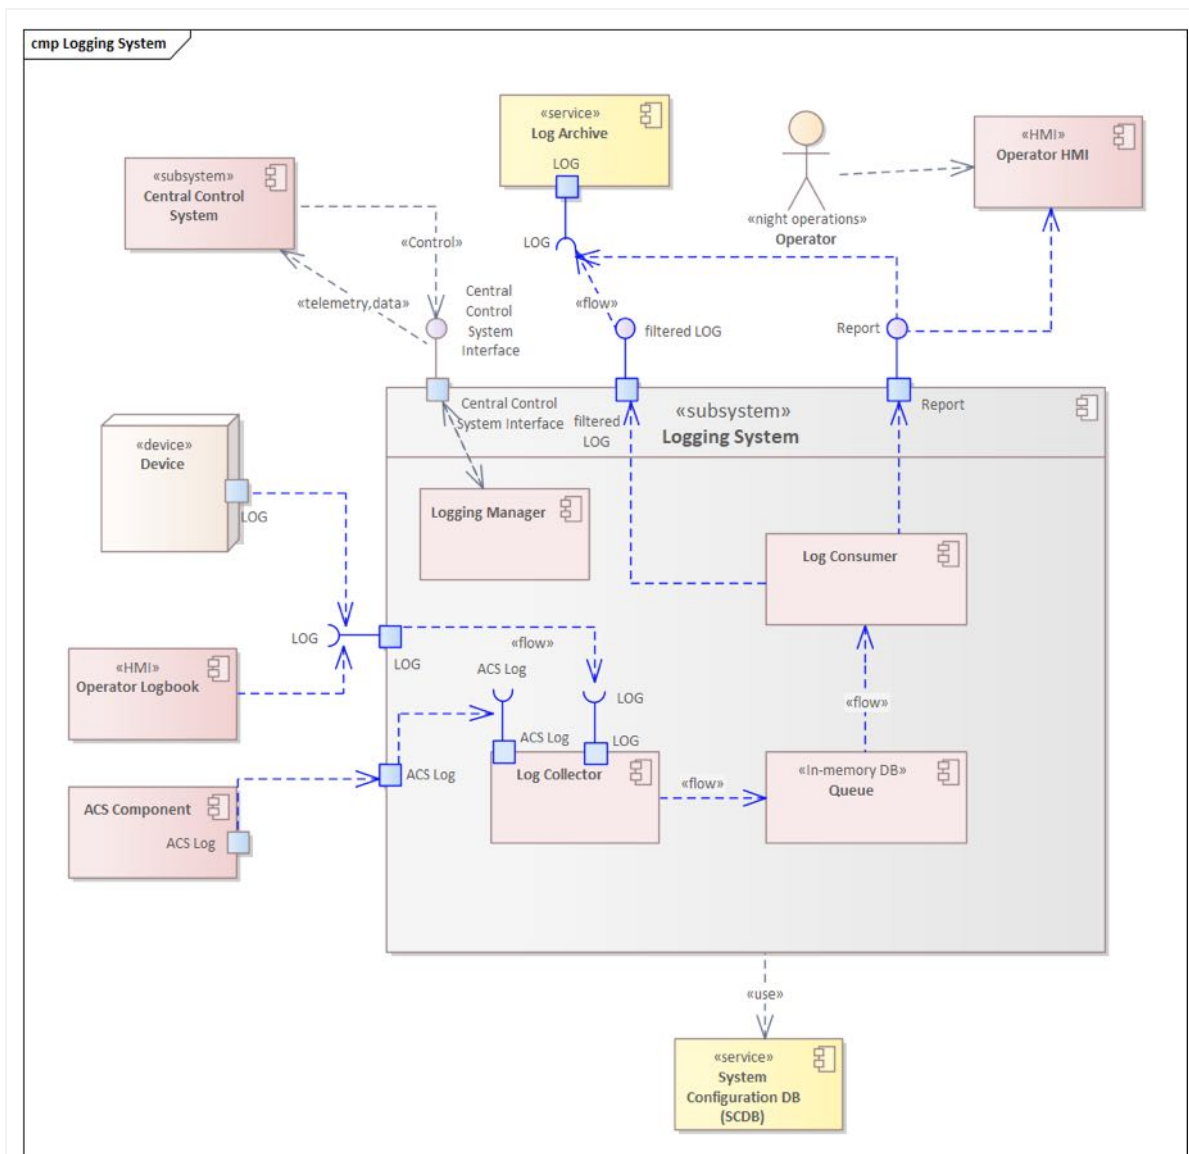 cmp Logging System
«service»
Log Archive
LOG
«HMI»
Operator HMI
«subsystem»
Central Control
System
«night operations»
Operator
«Control»
LOG
«telemetry,data»
Central
Control
System
Interface
«flow»
filtered LOG
Report
Central Control
System Interface
filtered
LOG
«subsystem»
Logging System
Report
«device»
Device
LOG
Logging Manager
Log Consumer
LOG
LOG
«flow»
«HMI»
Operator Logbook
ACS Log
LOG
«flow»
ACS Log
LOG
ACS Log
Log Collector
«flow»
«In-memory DB»
Queue
ACS Component
ACS Log
«use»
«service»
System
Configuration DB
(SCDB)